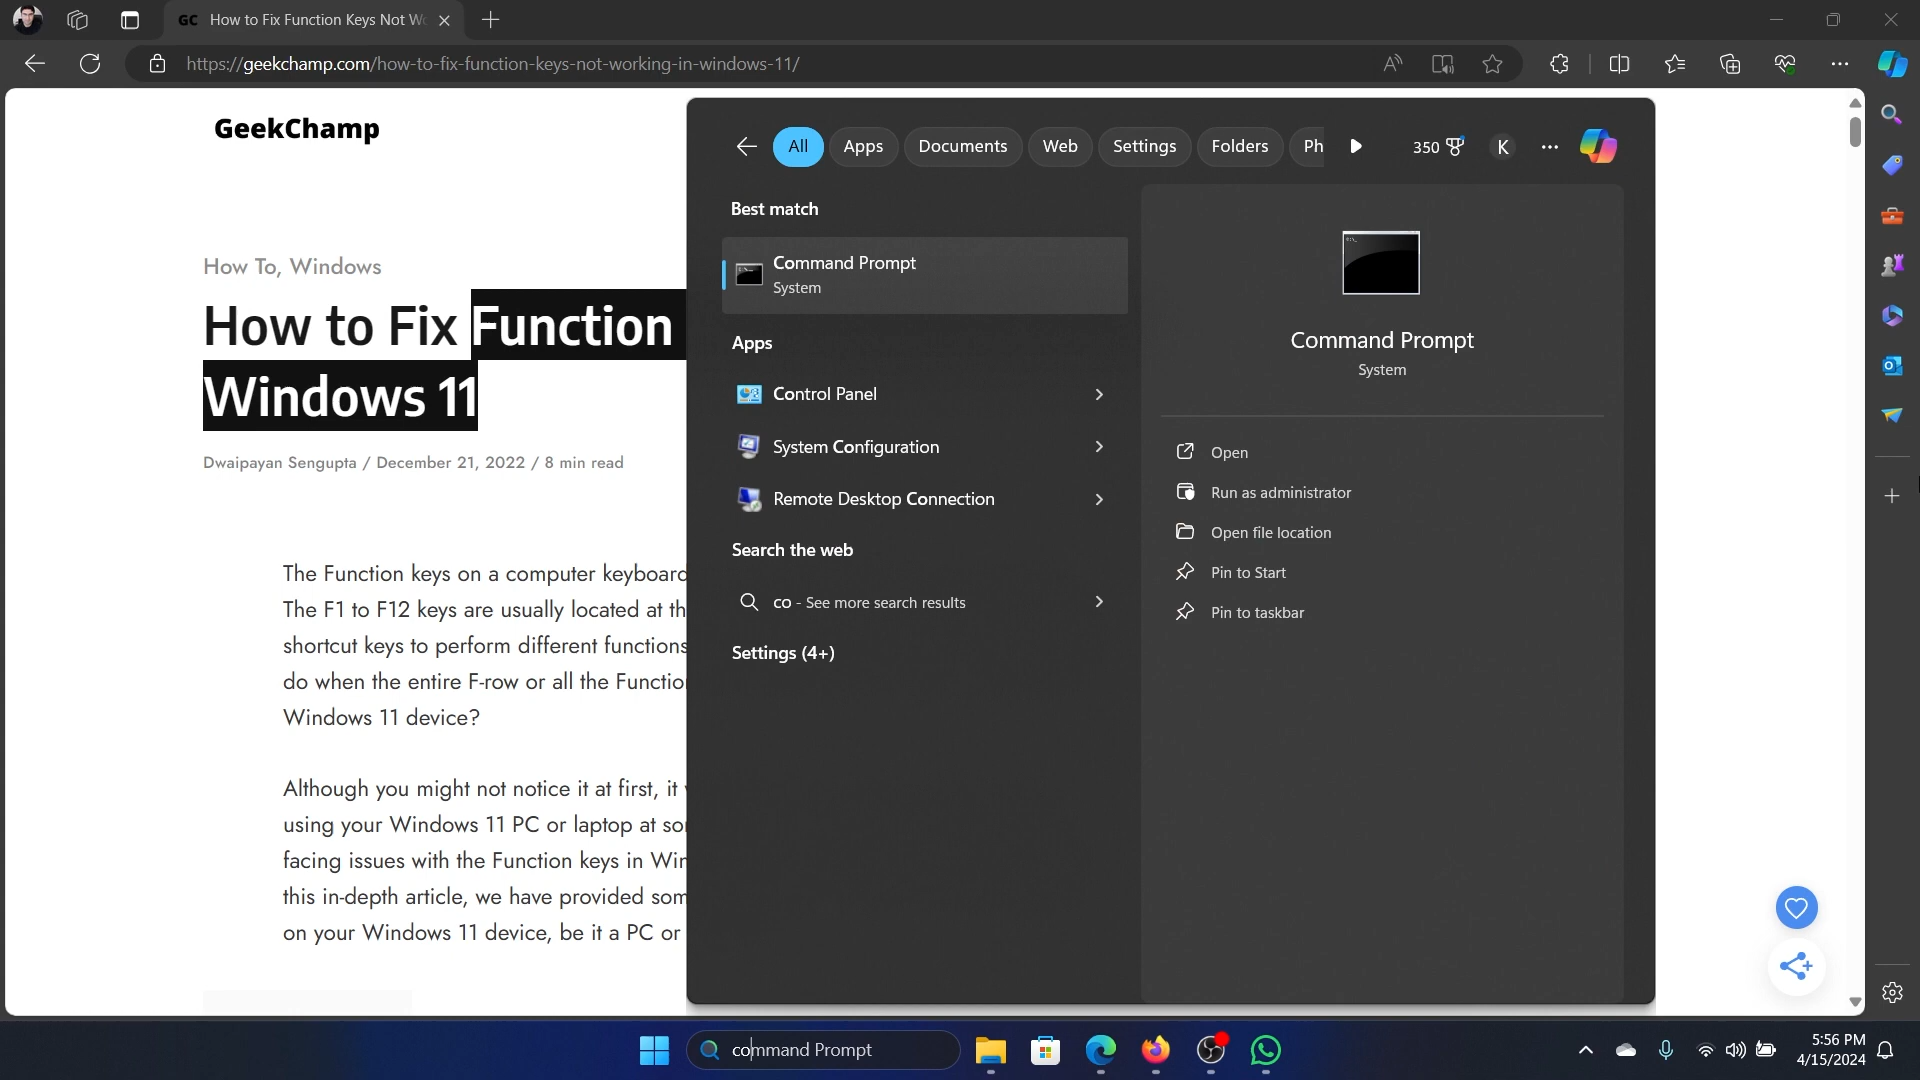 GC How to Fix Function Keys Not Wo
https://geekchamp.com/how-to-fix-function-keys-not-working-in-windows-11/
GeekChamp
How To, Windows
How to Fix Function
Windows 11
Dwaipayan Sengupta / December 21, 2022 / 8 min read
The Function keys on a computer keyboard
The F1 to F12 keys are usually located at th
shortcut keys to perform different functions
do when the entire F-row or all the Function
Windows 11 device?
Although you might not notice it at first, it
using your Windows 11 PC or laptop at so
facing issues with the Function keys in Win
this in-depth article, we have provided som
on your Windows 11 device, be it a PC or
All
Apps
Documents
Web
Settings
Folders
Ph
350
K
Best match
Command Prompt
System
Apps
Control Panel
System Configuration
Remote Desktop Connection
Search the web
co - See more search results
Settings (4+)
Command Prompt
System
Open
Run as administrator
Open file location
Pin to Start
Pin to taskbar
command Prompt
5:56 PM
4/15/2024